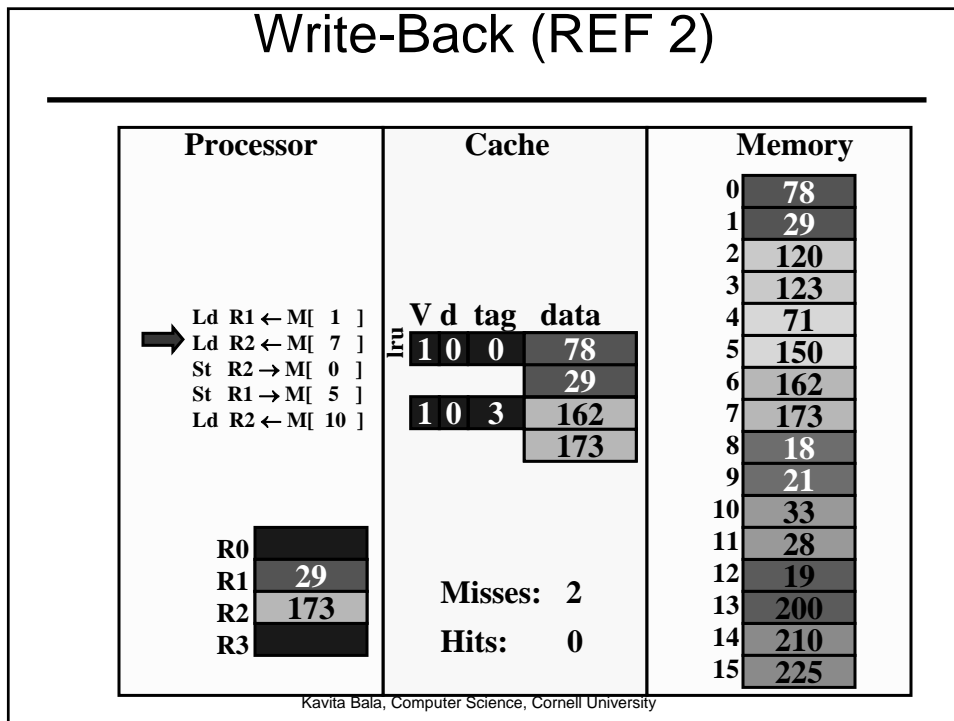 Write-Back (REF 2)
Processor
Ld R1 ← M[ 1 ]
Ld R2 ← M[ 7 ]
St R2 → M[ 0 ]
St R1 → M[ 5 ]
Ld R2 ← M[ 10 ]
R0
R1 29
R2 173
R3
Cache
V d tag data
lru
1 0 0 78
29
1 0 3 162
173
Misses: 2
Hits: 0
Memory
0 78
1 29
2 120
3 123
4 71
5 150
6 162
7 173
8 18
9 21
10 33
11 28
12 19
13 200
14 210
15 225
Kavita Bala, Computer Science, Cornell University